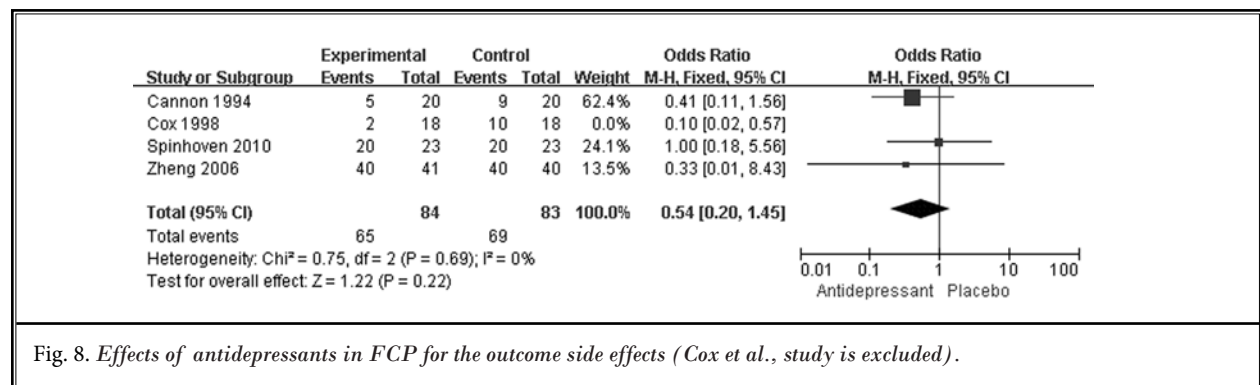 Experimental Control Odds Ratio Odds Ratio
Study or Subgroup Events Total Events Total Weight M-H, Fixed, 95% CI M-H, Fixed, 95% CI
Cannon 1994 5 20 9 20 62.4% 0.41 [0.11, 1.56]
Cox 1998 2 18 10 18 0.0% 0.10 [0.02, 0.57]
Spinhoven 2010 20 23 20 23 24.1% 1.00 [0.18, 5.56]
Zheng 2006 40 41 40 40 13.5% 0.33 [0.01, 8.43]
Total (95% CI) 84 83 100.0% 0.54 [0.20, 1.45]
Total events 65 69
Heterogeneity: Chi² = 0.75, df = 2 (P = 0.69); I² = 0%
Test for overall effect: Z = 1.22 (P = 0.22)
0.01 0.1 1 10 100
Antidepressant Placebo
Fig. 8. Effects of antidepressants in FCP for the outcome side effects (Cox et al., study is excluded).